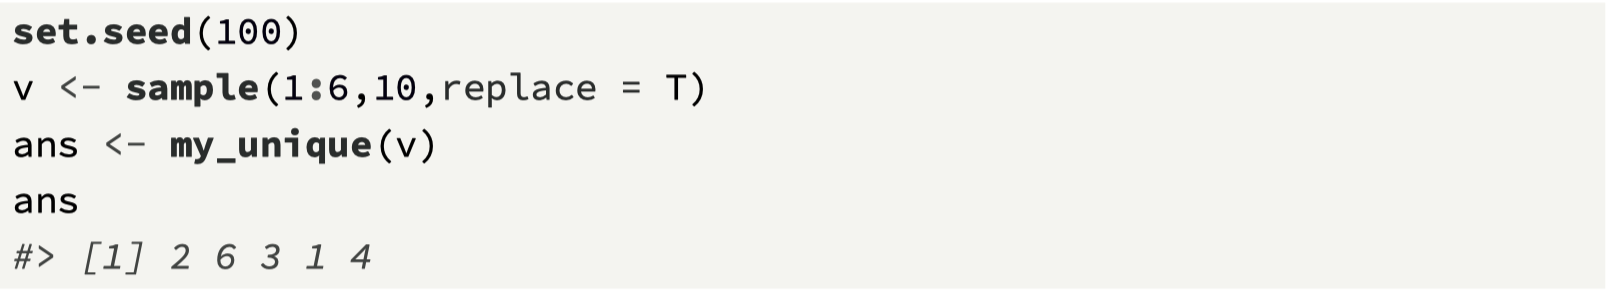 set.seed(100)
v <- sample(1:6,10,replace = T)
ans <- my_unique(v)
ans
#> [1] 2 6 3 1 4